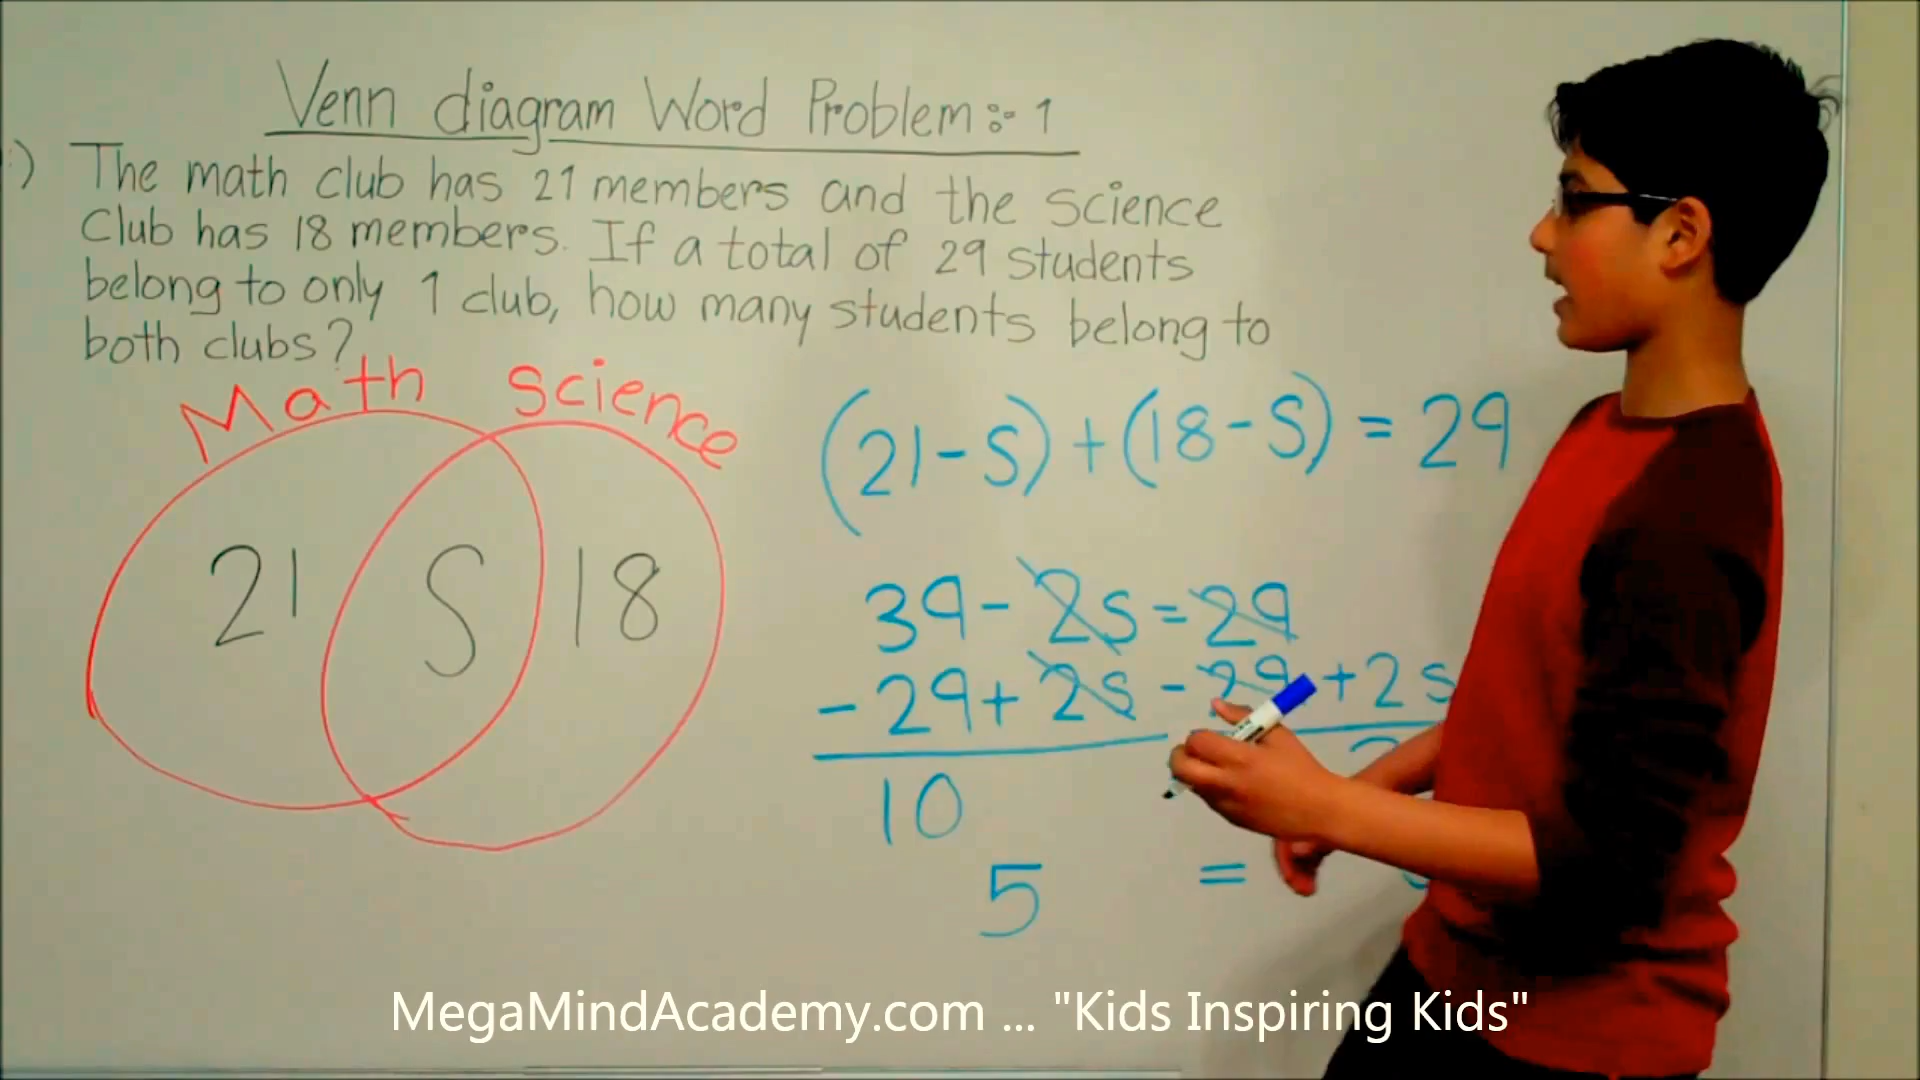 Venn diagram Word Problem:- 1
:) The math club has 21 members and the science
Club has 18 members. If a total of 29 students
belong to only 1 club, how many students belong to
both clubs?
Math science
21 S 18
(21-S)+(18-S)=29
39-2s=29
-29+2s-29+2s
10
5 =
MegaMindAcademy.com ... "Kids Inspiring Kids"